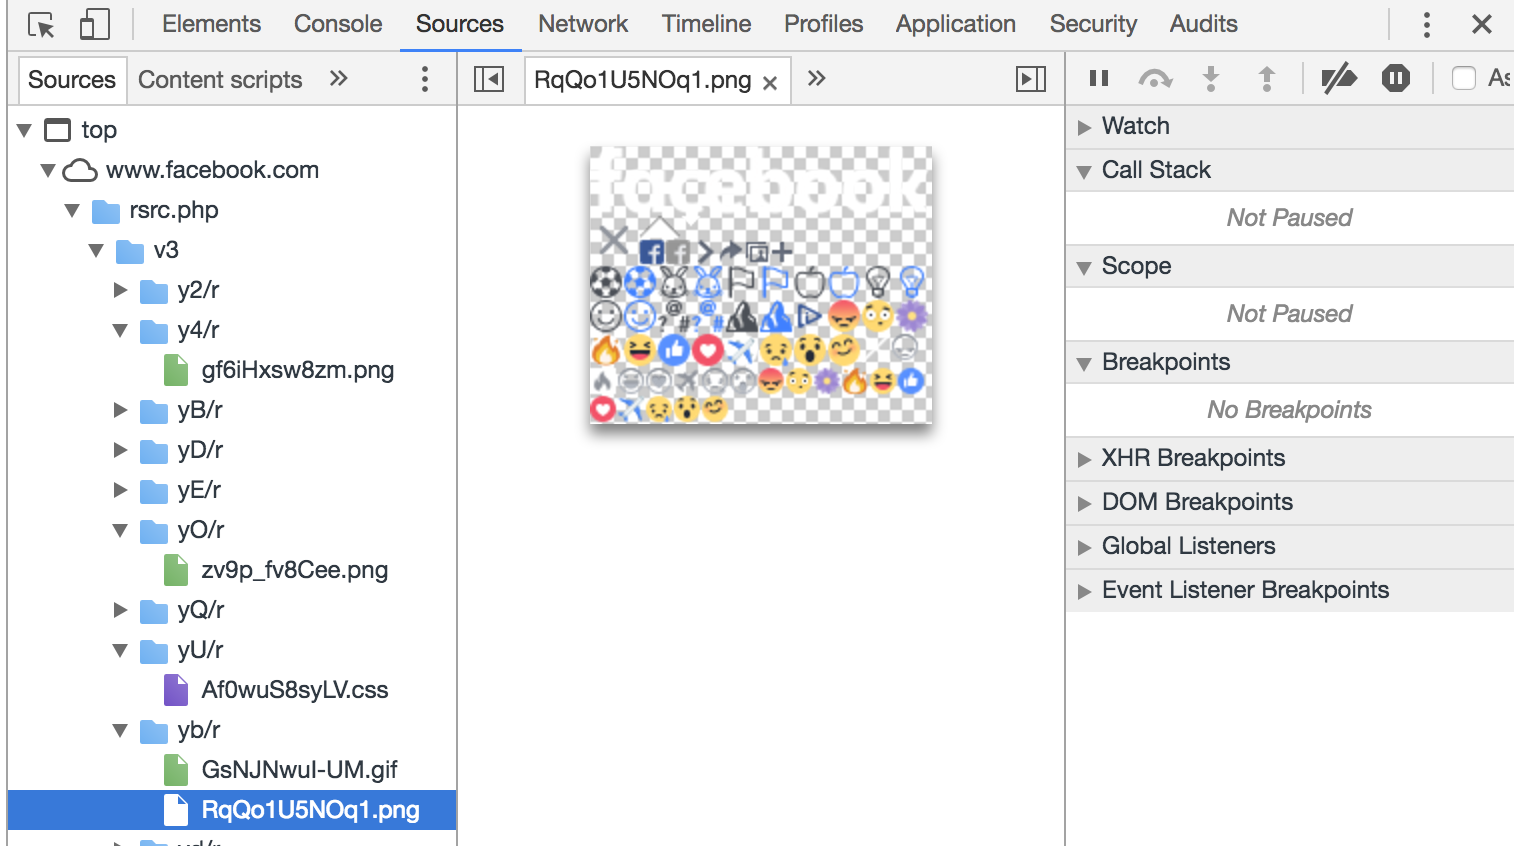 Elements Console Sources Network Timeline Profiles Application Security Audits
Sources Content scripts
RqQo1U5NOq1.png
top
www.facebook.com
rsrc.php
v3
y2/r
y4/r
gf6iHxsw8zm.png
yB/r
yD/r
yE/r
yO/r
zv9p_fv8Cee.png
yQ/r
yU/r
Af0wuS8syLV.css
yb/r
GsNJNwuI-UM.gif
RqQo1U5NOq1.png
facebook
Watch
Call Stack
Not Paused
Scope
Not Paused
Breakpoints
No Breakpoints
XHR Breakpoints
DOM Breakpoints
Global Listeners
Event Listener Breakpoints